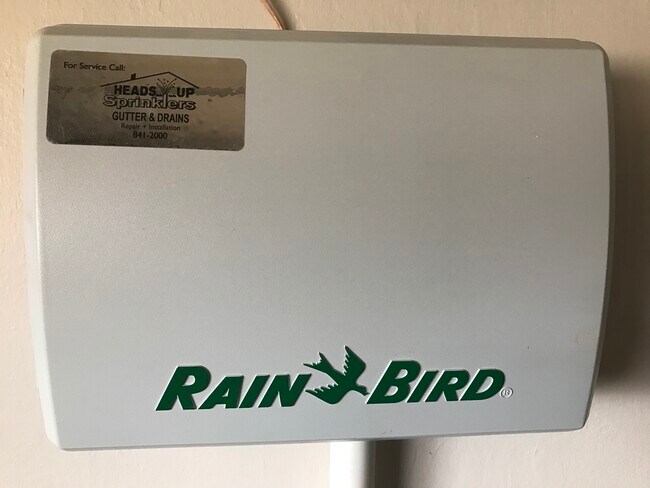 For Service Call:
HEADS UP
Sprinklers
GUTTER & DRAINS
Repair + Installation
841-2000
RAIN BIRD®